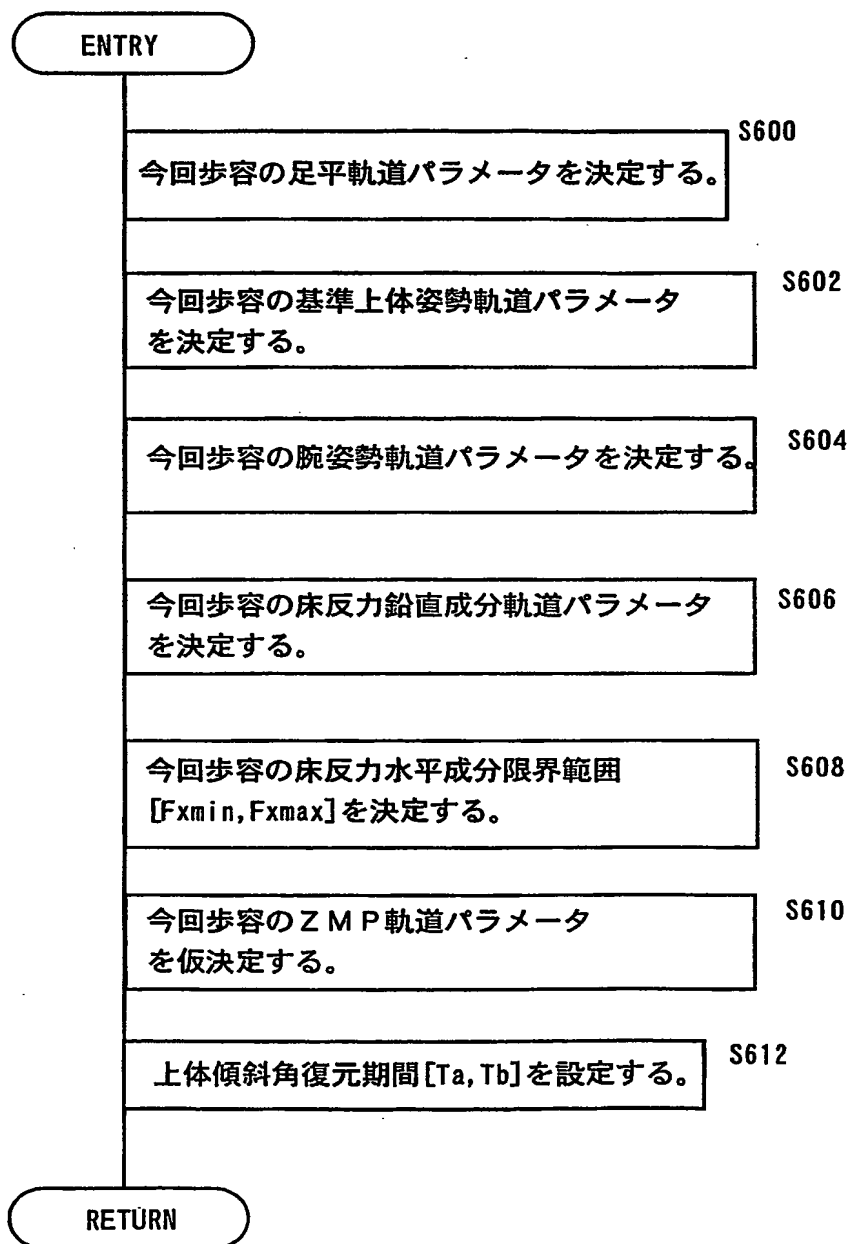 ENTRY
S600
今回歩容の足平軌道パラメータを決定する。
S602
今回歩容の基準上体姿勢軌道パラメータ
を決定する。
S604
今回歩容の腕姿勢軌道パラメータを決定する。
S606
今回歩容の床反力鉛直成分軌道パラメータ
を決定する。
S608
今回歩容の床反力水平成分限界範囲
[Fxmin,Fxmax]を決定する。
S610
今回歩容のＺＭＰ軌道パラメータ
を仮決定する。
S612
上体傾斜角復元期間[Ta,Tb]を設定する。
RETURN